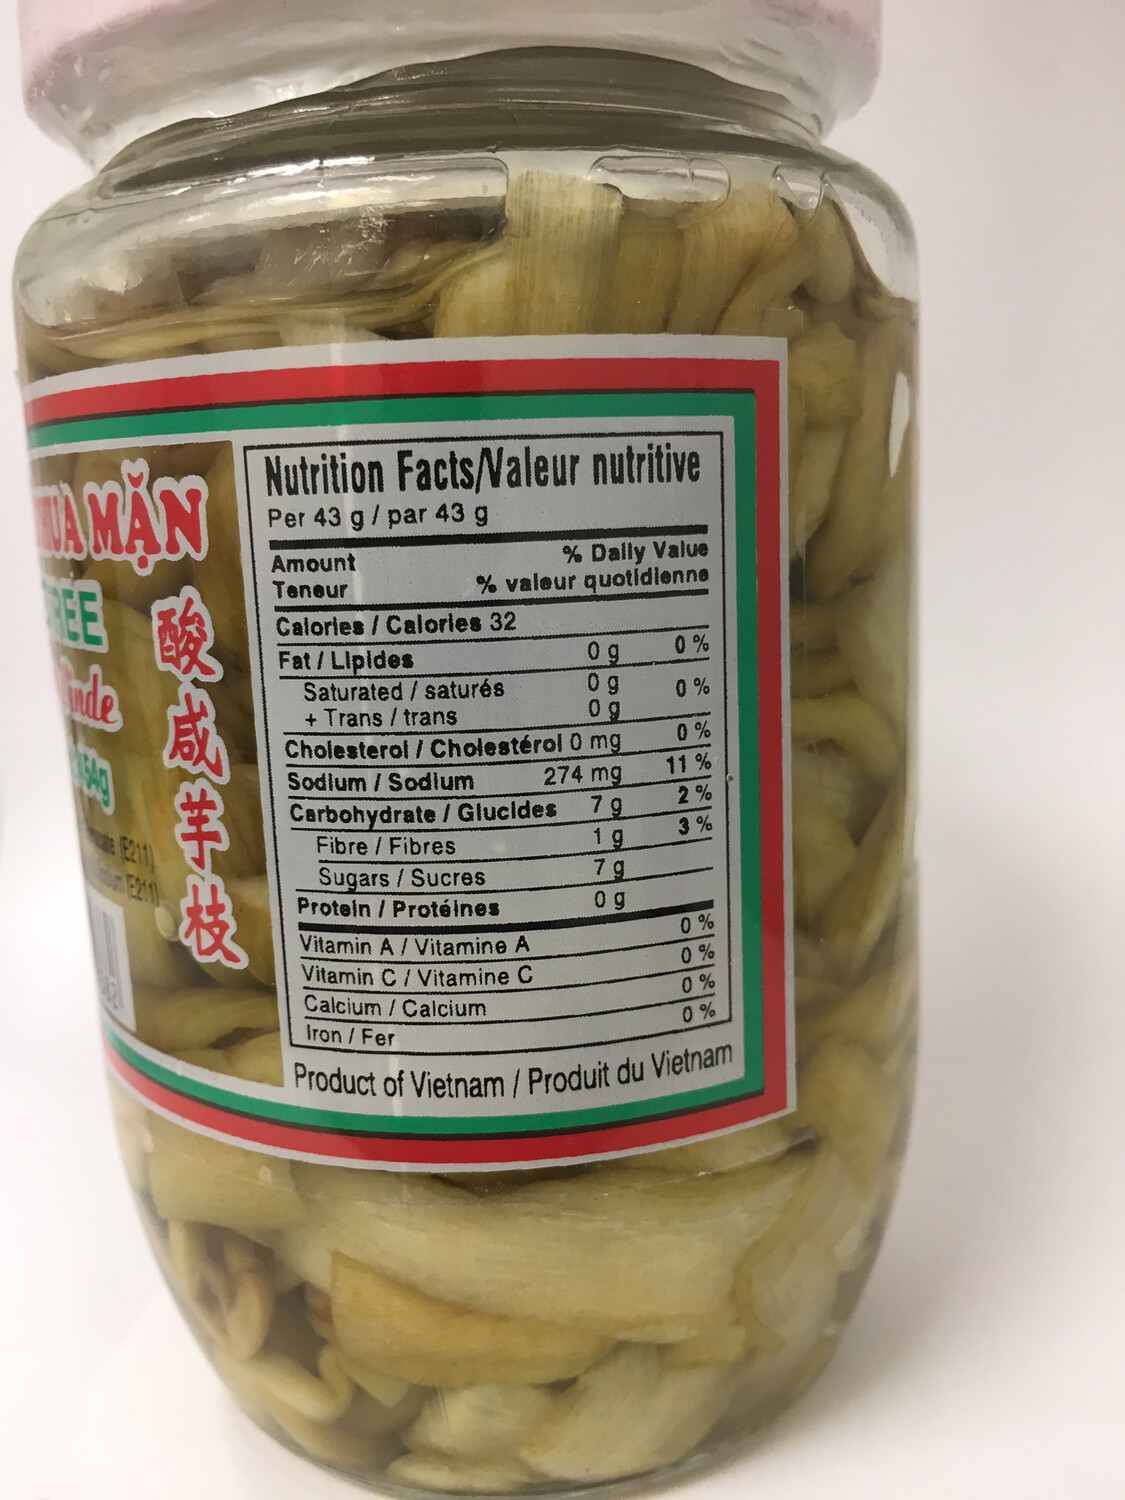 MẶN
酸咸芋枝
(E211),
(E211)
Nutrition Facts/Valeur nutritive
Per 43 g / par 43 g
Amount % Daily Value
Teneur % valeur quotidienne
Calories / Calories 32
Fat / Lipides 0 g 0 %
Saturated / saturés 0 g 0 %
+ Trans / trans 0 g
Cholesterol / Cholestérol 0 mg 0 %
Sodium / Sodium 274 mg 11 %
Carbohydrate / Glucides 7 g 2 %
Fibre / Fibres 1 g 3 %
Sugars / Sucres 7 g
Protein / Protéines 0 g
Vitamin A / Vitamine A 0 %
Vitamin C / Vitamine C 0 %
Calcium / Calcium 0 %
Iron / Fer 0 %
Product of Vietnam / Produit du Vietnam